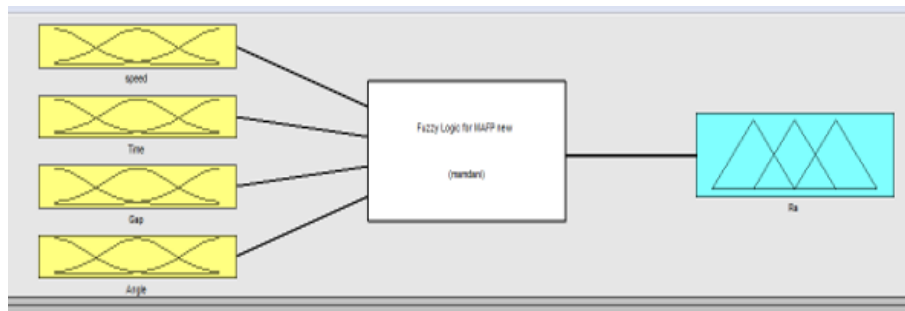 speed
Time
Gap
Angle
Fuzzy Logic for MAFP new
(mamdani)
Ra